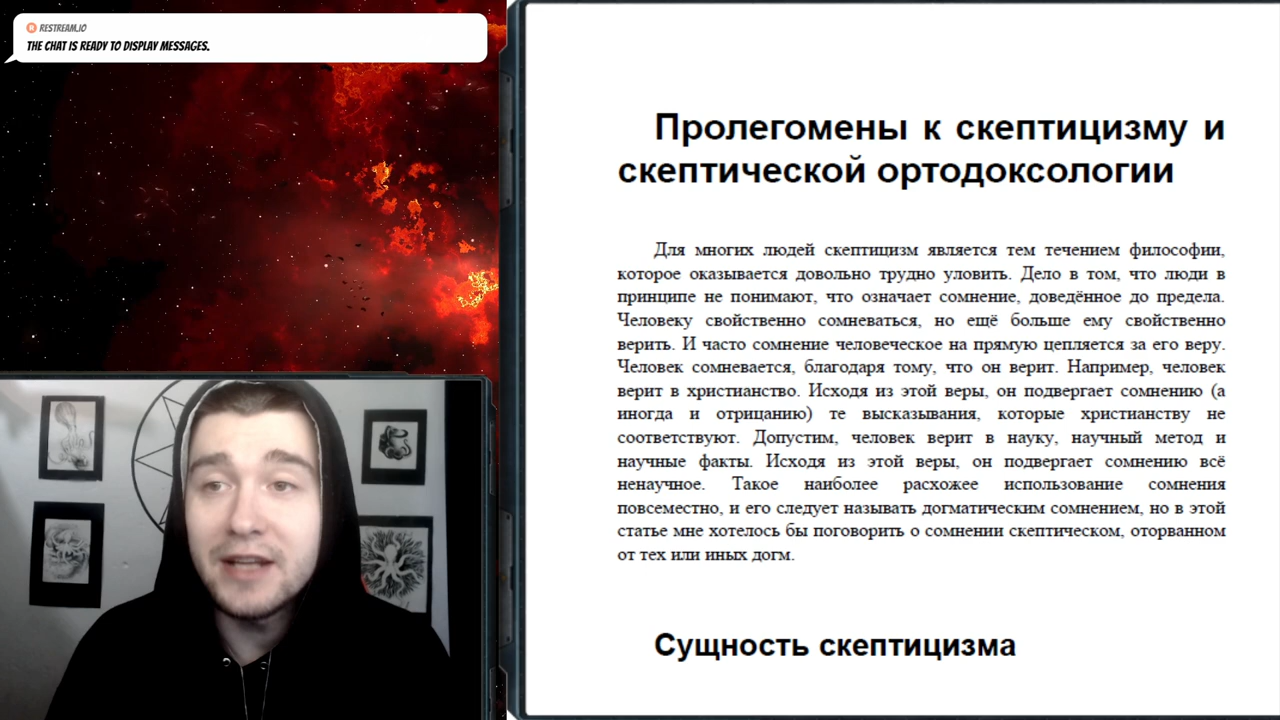 RESTREAM.IO
THE CHAT IS READY TO DISPLAY MESSAGES.
Пролегомены к скептицизму и
скептической ортодоксологии
Для многих людей скептицизм является тем течением философии,
которое оказывается довольно трудно уловить. Дело в том, что люди в
принципе не понимают, что означает сомнение, доведённое до предела.
Человеку свойственно сомневаться, но ещё больше ему свойственно
верить. И часто сомнение человеческое на прямую цепляется за его веру.
Человек сомневается, благодаря тому, что он верит. Например, человек
верит в христианство. Исходя из этой веры, он подвергает сомнению (а
иногда и отрицанию) те высказывания, которые христианству не
соответствуют. Допустим, человек верит в науку, научный метод и
научные факты. Исходя из этой веры, он подвергает сомнению всё
ненаучное. Такое наиболее расхожее использование сомнения
повсеместно, и его следует называть догматическим сомнением, но в этой
статье мне хотелось бы поговорить о сомнении скептическом, оторванном
от тех или иных догм.
Сущность скептицизма